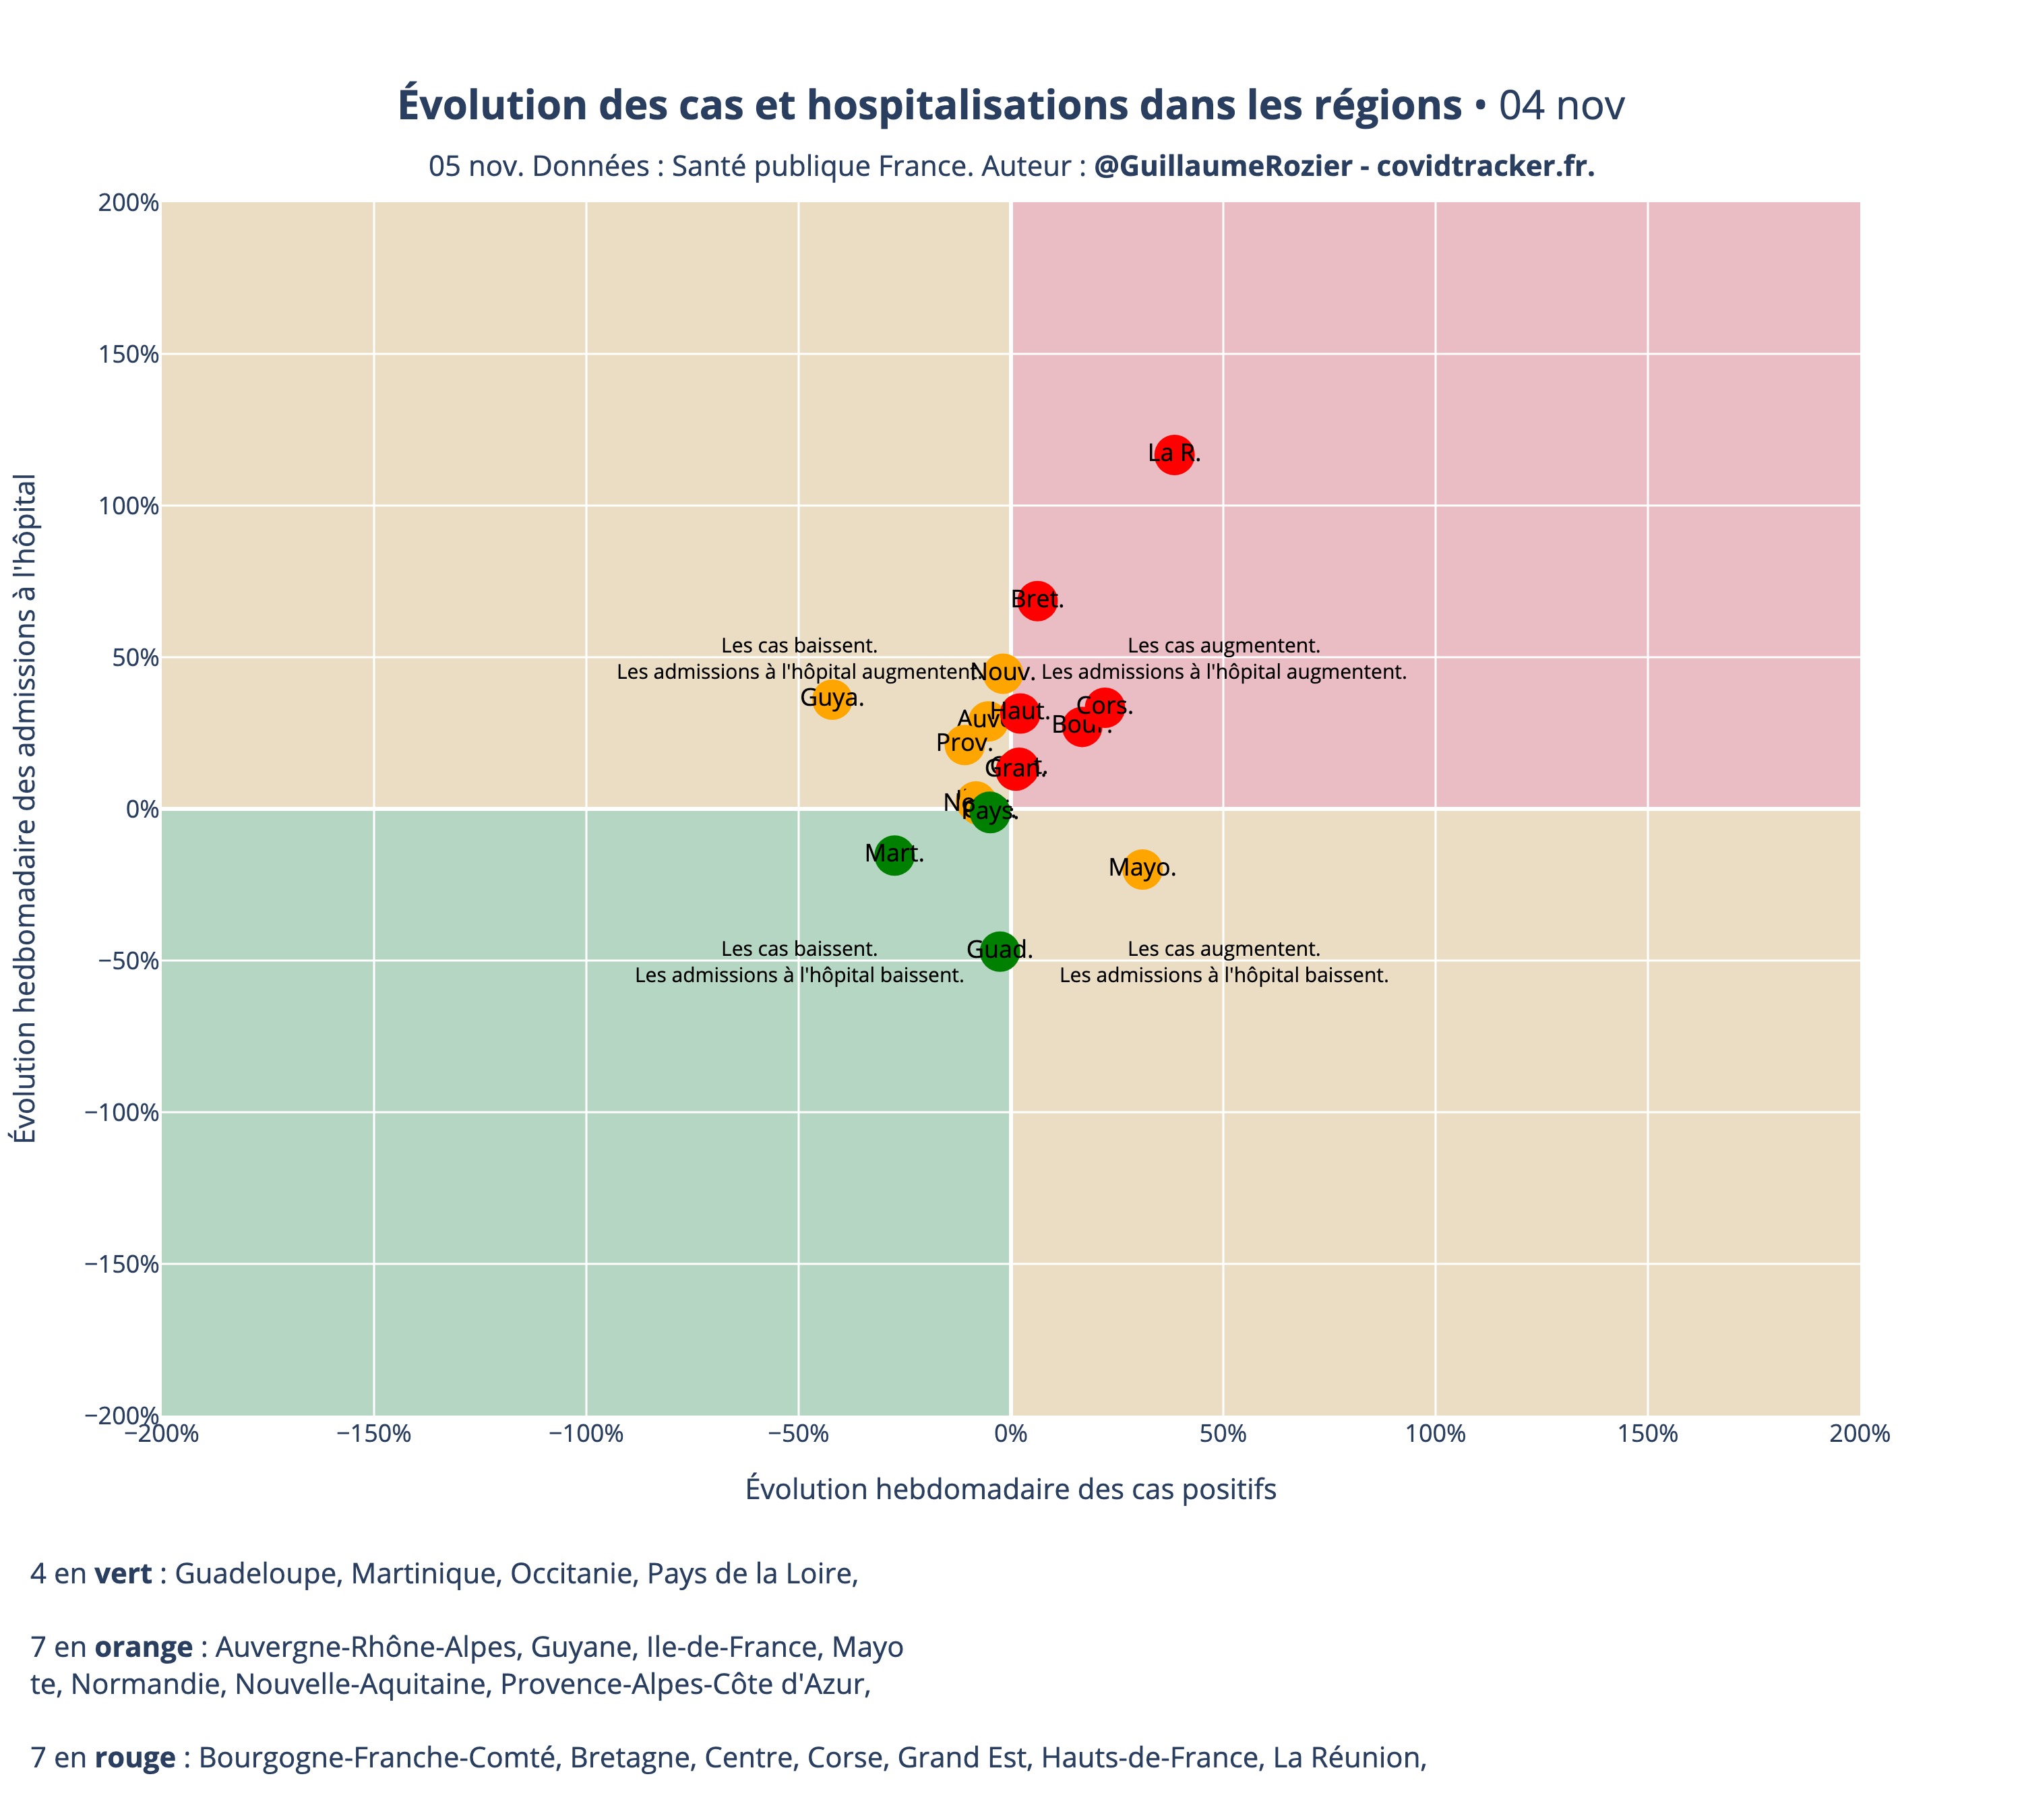 Évolution des cas et hospitalisations dans les régions • 04 nov
05 nov. Données : Santé publique France. Auteur : @GuillaumeRozier - covidtracker.fr.
Évolution hedbomadaire des admissions à l'hôpital
200%
150%
100%
50%
0%
−50%
−100%
−150%
−200%
La R.
Bret.
Les cas baissent.
Les admissions à l'hôpital augmentent.
Les cas augmentent.
Les admissions à l'hôpital augmentent.
Nouv.
Guya.
Cors.
Haut.
Bour.
Prov.
Gran.
Pays.
Mart.
Mayo.
Guad.
Les cas baissent.
Les admissions à l'hôpital baissent.
Les cas augmentent.
Les admissions à l'hôpital baissent.
−200%
−150%
−100%
−50%
0%
50%
100%
150%
200%
Évolution hebdomadaire des cas positifs
4 en vert : Guadeloupe, Martinique, Occitanie, Pays de la Loire,
7 en orange : Auvergne-Rhône-Alpes, Guyane, Ile-de-France, Mayo
te, Normandie, Nouvelle-Aquitaine, Provence-Alpes-Côte d'Azur,
7 en rouge : Bourgogne-Franche-Comté, Bretagne, Centre, Corse, Grand Est, Hauts-de-France, La Réunion,